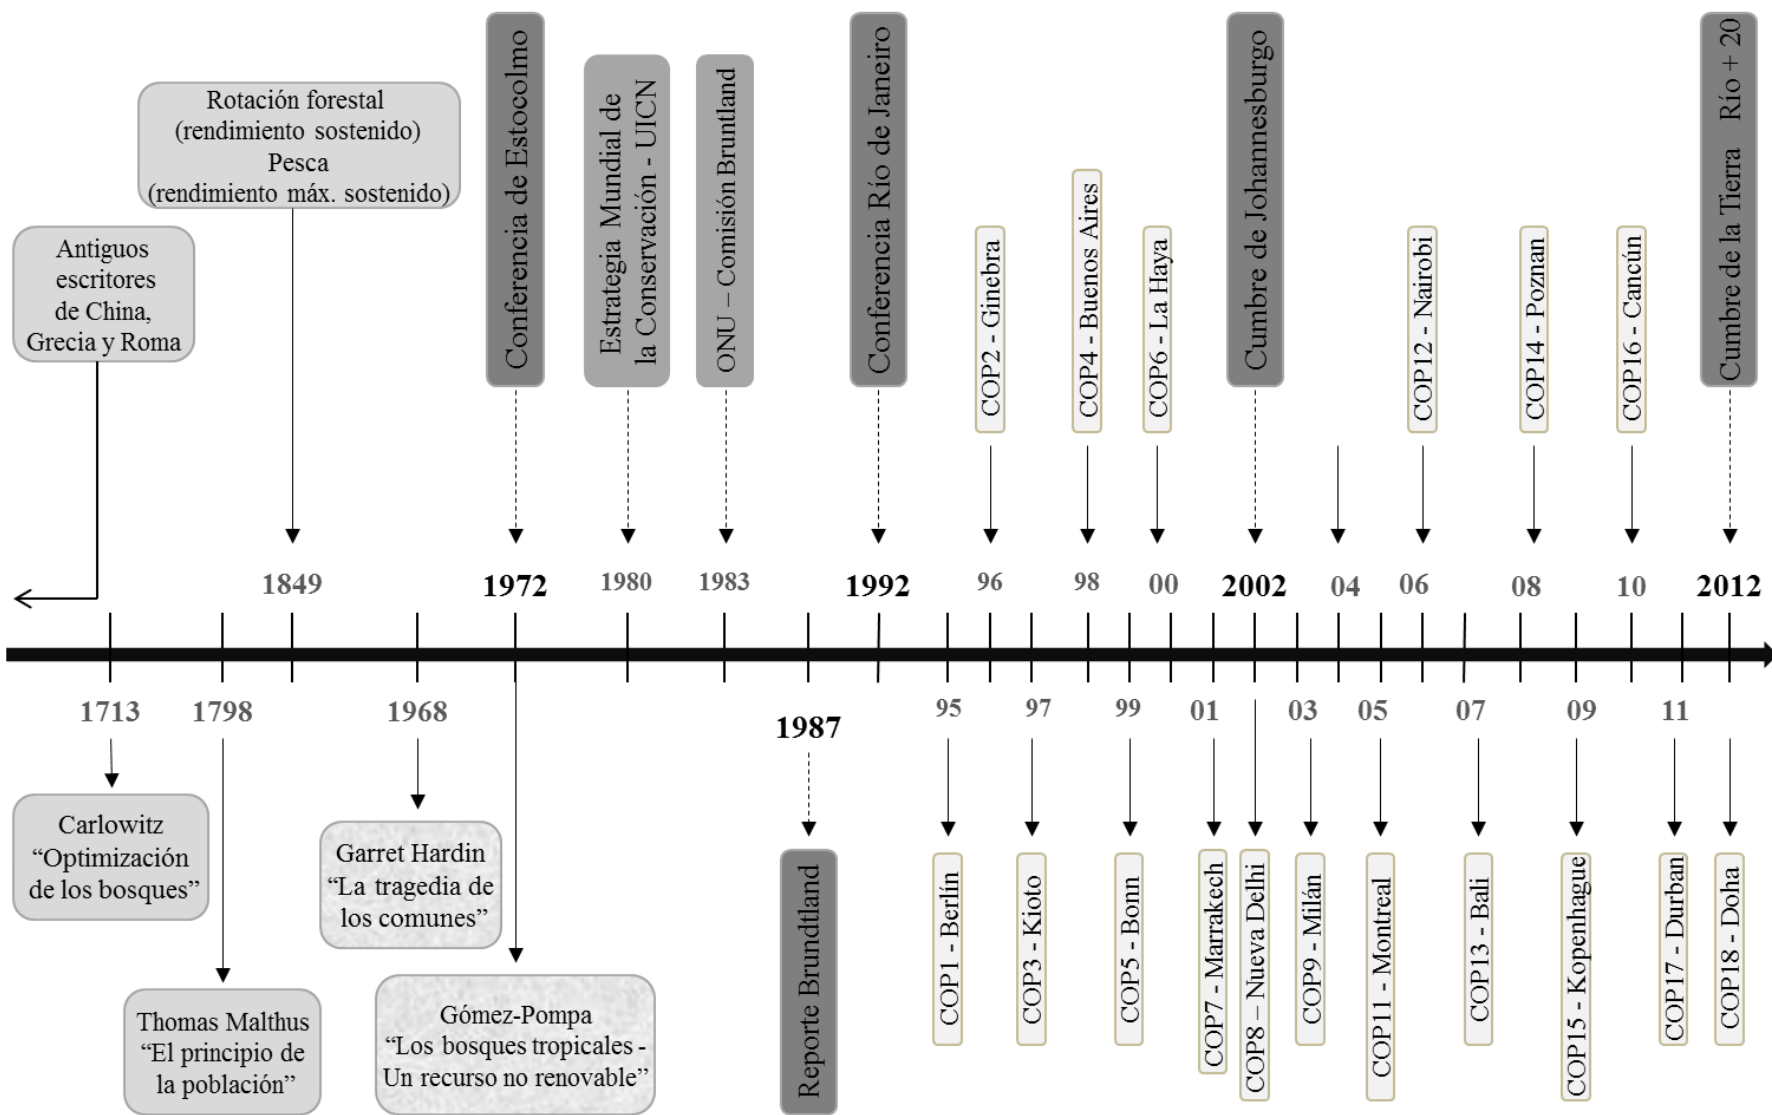 Rotación forestal
(rendimiento sostenido)
Pesca
(rendimiento máx. sostenido)
Antiguos
escritores
de China,
Grecia y Roma
Conferencia de Estocolmo
Estrategia Mundial de
la Conservación - UICN
ONU – Comisión Bruntland
Conferencia Río de Janeiro
COP2 - Ginebra
COP4 - Buenos Aires
COP6 - La Haya
Cumbre de Johannesburgo
COP12 - Nairobi
COP14 - Poznan
COP16 - Cancún
Cumbre de la Tierra Río + 20
1849
1972
1980
1983
1992
96
98
00
2002
04
06
08
10
2012
1713
1798
1968
1987
95
97
99
01
03
05
07
09
11
Carlowitz
“Optimización
de los bosques”
Thomas Malthus
“El principio de
la población”
Garret Hardin
“La tragedia de
los comunes”
Gómez-Pompa
“Los bosques tropicales -
Un recurso no renovable”
Reporte Brundtland
COP1 - Berlín
COP3 - Kioto
COP5 - Bonn
COP7 - Marrakech
COP8 – Nueva Delhi
COP9 - Milán
COP11 - Montreal
COP13 - Bali
COP15 - Kopenhague
COP17 - Durban
COP18 - Doha